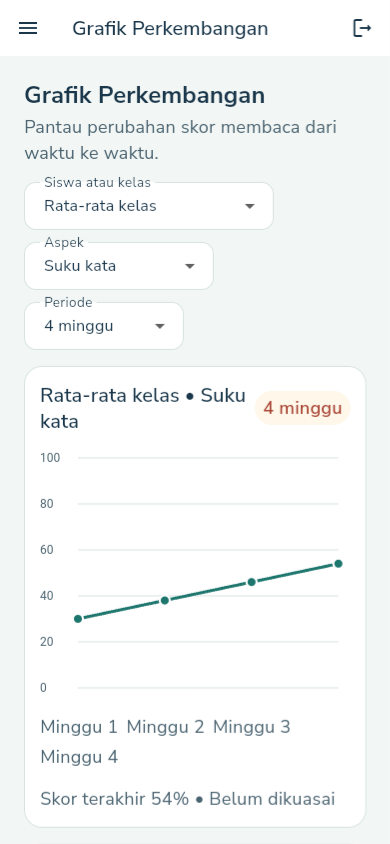 Grafik Perkembangan
Grafik Perkembangan
Pantau perubahan skor membaca dari
waktu ke waktu.
Siswa atau kelas
Rata-rata kelas
Aspek
Suku kata
Periode
4 minggu
Rata-rata kelas • Suku
kata
4 minggu
100
80
60
40
20
0
Minggu 1 Minggu 2 Minggu 3
Minggu 4
Skor terakhir 54% • Belum dikuasai